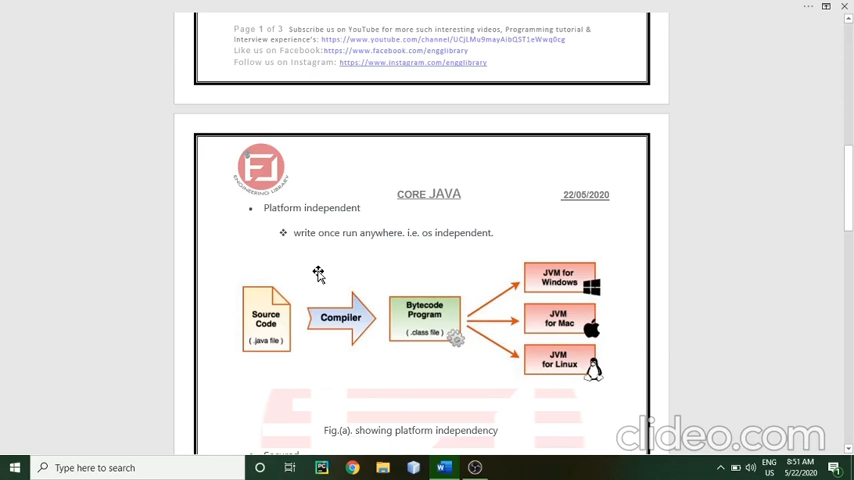 Page 1 of 3 Subscribe us on YouTube for more such interesting videos, Programming tutorial &
Interview experience's: https://www.youtube.com/channel/UCjLMu9mayAibQST1eWwq0cg
Like us on Facebook:https://www.facebook.com/engglibrary
Follow us on Instagram: https://www.instagram.com/engglibrary
ENGINEERING LIBRARY
CORE JAVA 22/05/2020
• Platform independent
❖ write once run anywhere. i.e. os independent.
Source
Code
( .java file )
Compiler
Bytecode
Program
( .class file )
JVM for
Windows
JVM
for Mac
JVM
for Linux
Fig.(a). showing platform independency
• Secured
clideo.com
Type here to search
ENG
US
8:51 AM
5/22/2020